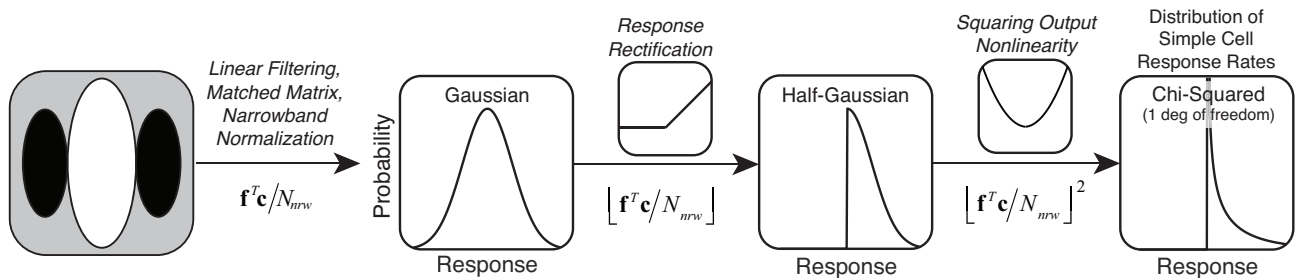 Linear Filtering,
Matched Matrix,
Narrowband
Normalization
f^T c/N_nrw
Probability
Gaussian
Response
Response
Rectification
⌊f^T c/N_nrw⌋
Half-Gaussian
Response
Squaring Output
Nonlinearity
⌊f^T c/N_nrw⌋^2
Distribution of
Simple Cell
Response Rates
Chi-Squared
(1 deg of freedom)
Response